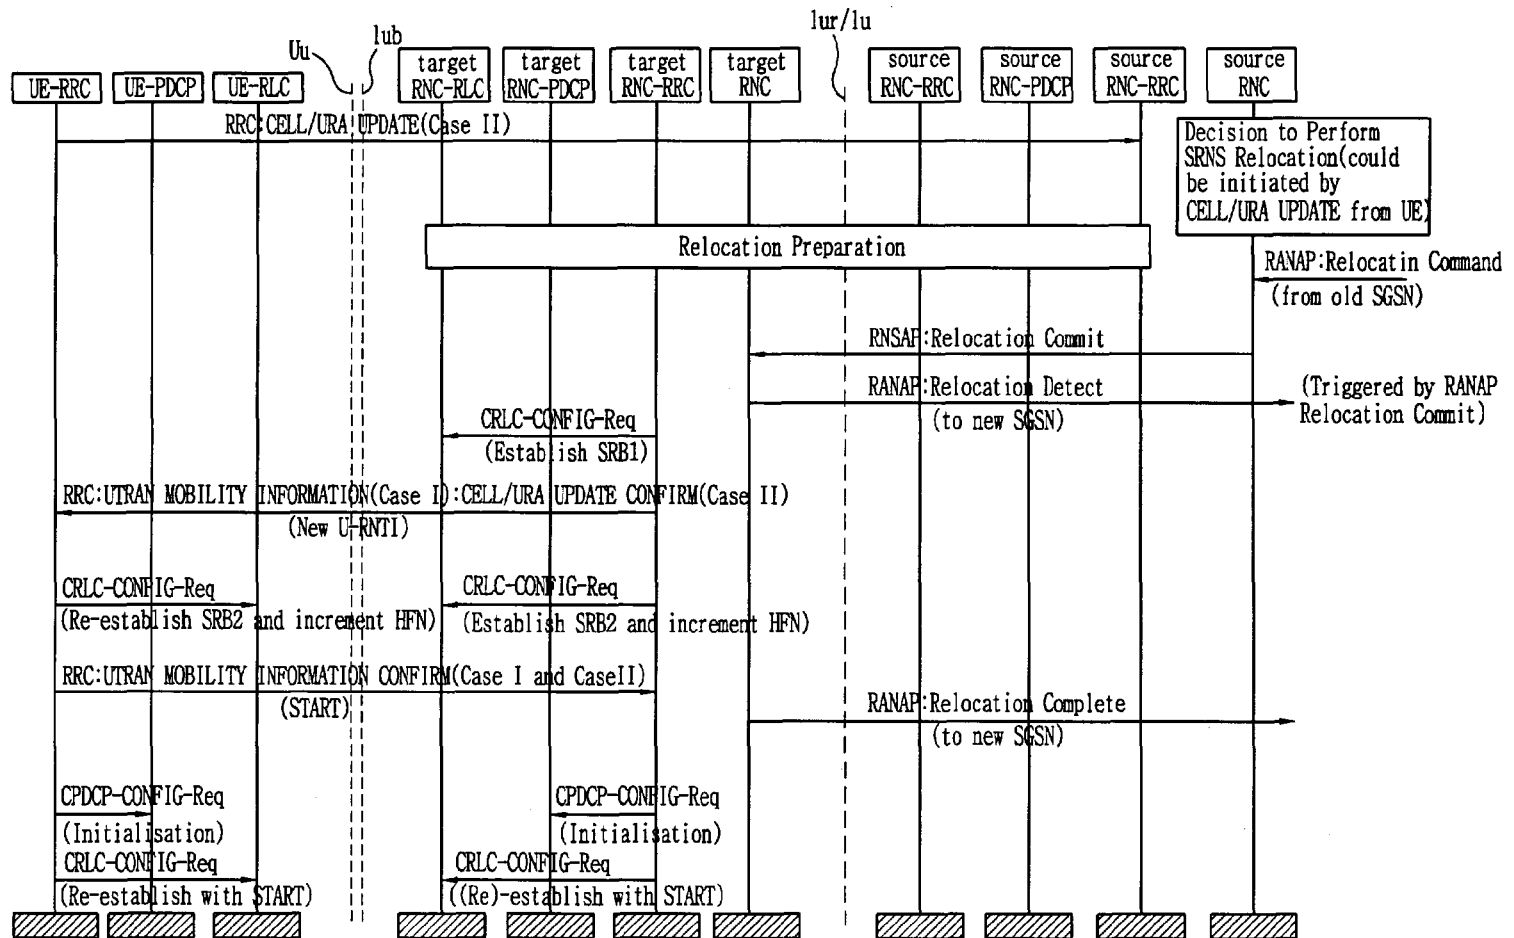 Uu
Iub
Iur/Iu
UE-RRC
UE-PDCP
UE-RLC
target
RNC-RLC
target
RNC-PDCP
target
RNC-RRC
target
RNC
source
RNC-RRC
source
RNC-PDCP
source
RNC-RRC
source
RNC
RRC:CELL/URA UPDATE(Case II)
Decision to Perform
SRNS Relocation(could
be initiated by
CELL/URA UPDATE from UE)
Relocation Preparation
RANAP:Relocatin Command
(from old SGSN)
RNSAP:Relocation Commit
RANAP:Relocation Detect
(to new SGSN)
(Triggered by RANAP
Relocation Commit)
CRLC-CONFIG-Req
(Establish SRB1)
RRC:UTRAN MOBILITY INFORMATION(Case I):CELL/URA UPDATE CONFIRM(Case II)
(New U-RNTI)
CRLC-CONFIG-Req
(Re-establish SRB2 and increment HFN)
CRLC-CONFIG-Req
(Establish SRB2 and increment HFN)
RRC:UTRAN MOBILITY INFORMATION CONFIRM(Case I and CaseII)
(START)
RANAP:Relocation Complete
(to new SGSN)
CPDCP-CONFIG-Req
(Initialisation)
CPDCP-CONFIG-Req
(Initialisation)
CRLC-CONFIG-Req
(Re-establish with START)
CRLC-CONFIG-Req
((Re)-establish with START)